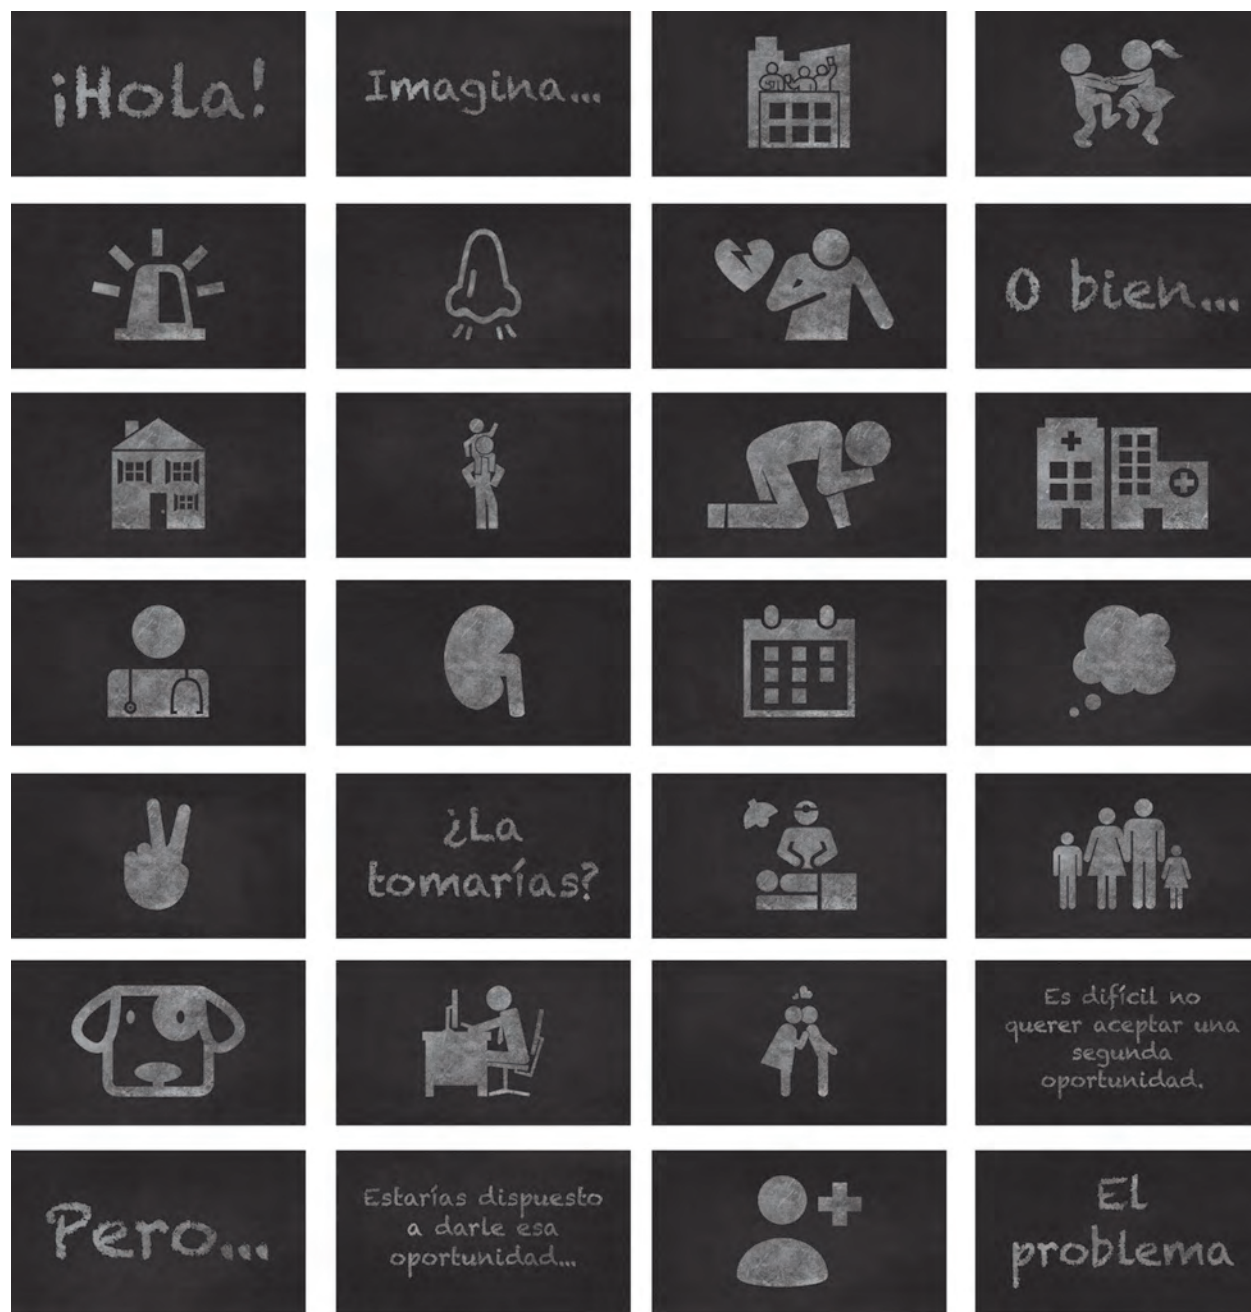 ¡Hola!
Imagina...
O bien...
¿La
tomarías?
Es difícil no
querer aceptar una
segunda
oportunidad.
Pero...
Estarías dispuesto
a darle esa
oportunidad...
El
problema